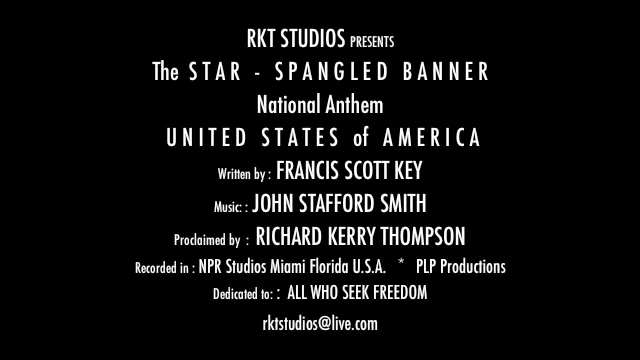 RKT STUDIOS PRESENTS
The STAR - SPANGLED BANNER
National Anthem
UNITED STATES of AMERICA
Written by : FRANCIS SCOTT KEY
Music: : JOHN STAFFORD SMITH
Proclaimed by : RICHARD KERRY THOMPSON
Recorded in : NPR Studios Miami Florida U.S.A. * PLP Productions
Dedicated to: : ALL WHO SEEK FREEDOM
rktstudios@live.com